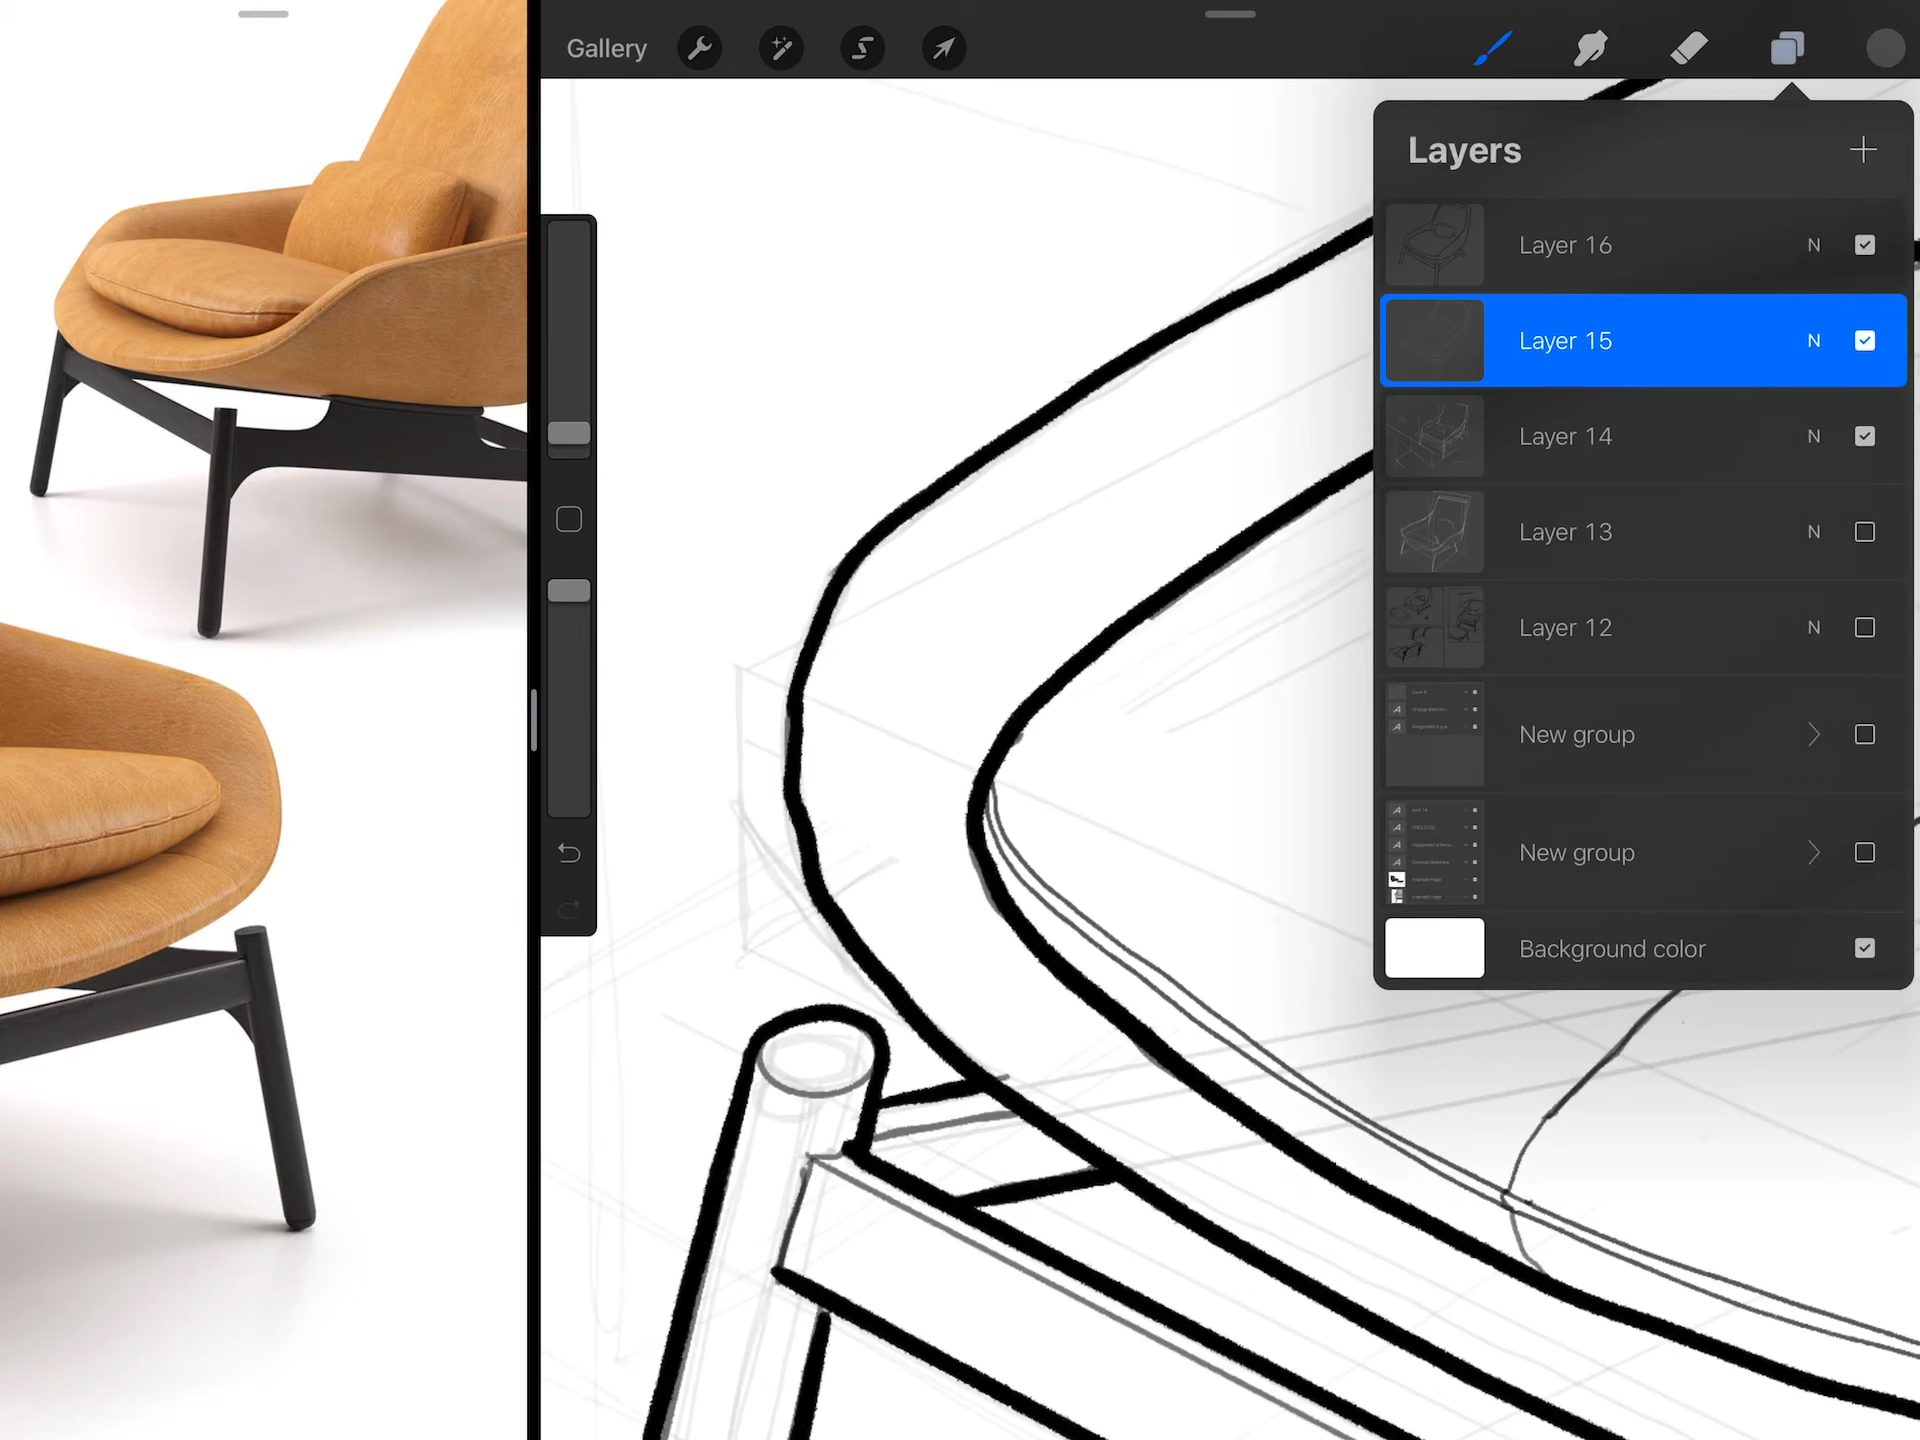 Gallery
Layers
Layer 16 N
Layer 15 N
Layer 14 N
Layer 13 N
Layer 12 N
New group
New group
Background color